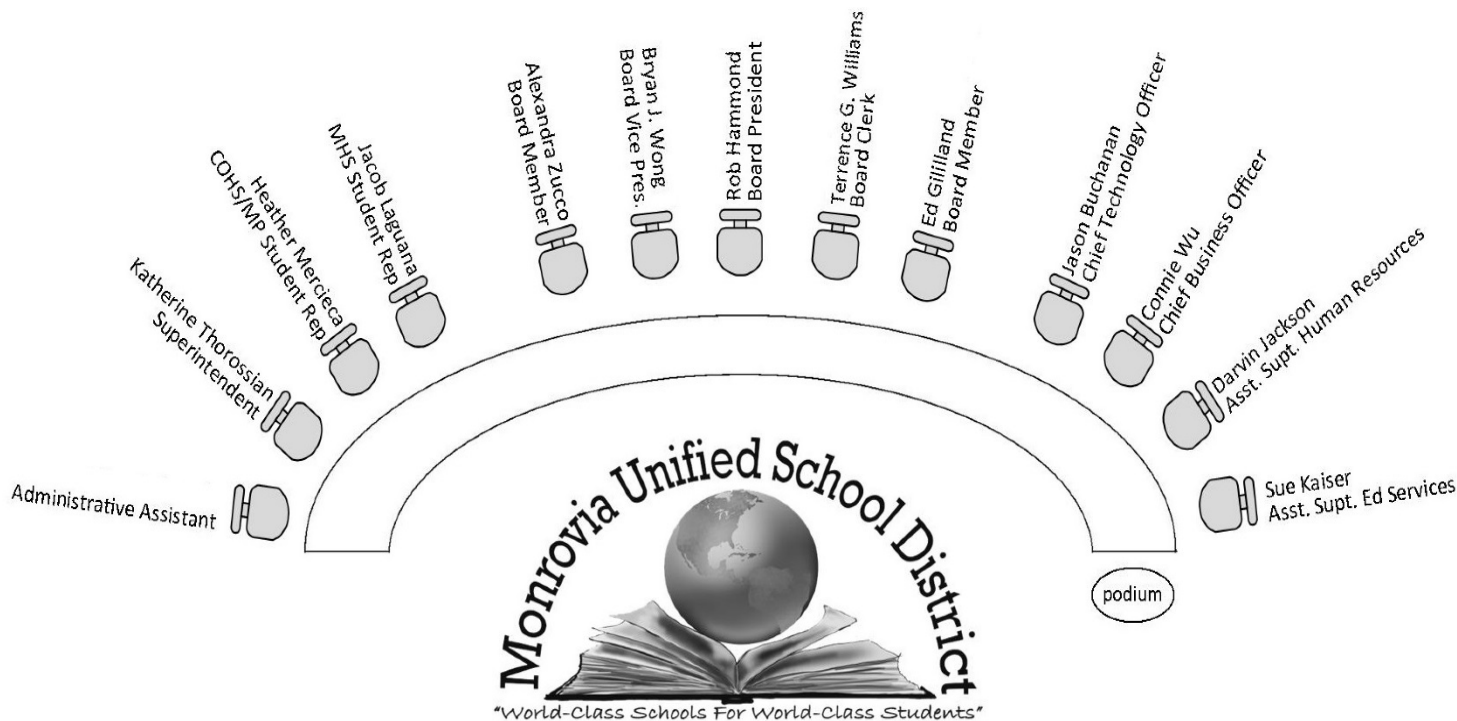 Administrative Assistant
Katherine Thorossian
Superintendent
Heather Mercieca
COHS/MP Student Rep
Jacob Laguana
MHS Student Rep
Alexandra Zucco
Board Member
Bryan J. Wong
Board Vice Pres.
Rob Hammond
Board President
Terrence G. Williams
Board Clerk
Ed Gilliland
Board Member
Jason Buchanan
Chief Technology Officer
Connie Wu
Chief Business Officer
Darvin Jackson
Asst. Supt. Human Resources
Sue Kaiser
Asst. Supt. Ed Services
podium
Monrovia Unified School District
"World-Class Schools For World-Class Students"